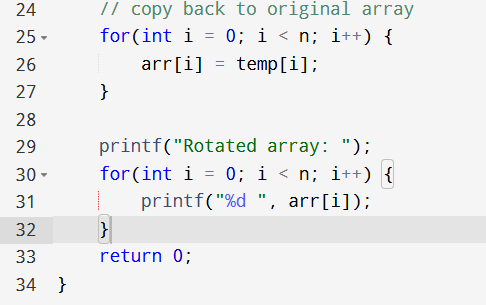 24     // copy back to original array
25     for(int i = 0; i < n; i++) {
26         arr[i] = temp[i];
27     }
28
29     printf("Rotated array: ");
30     for(int i = 0; i < n; i++) {
31         printf("%d ", arr[i]);
32     }
33     return 0;
34 }